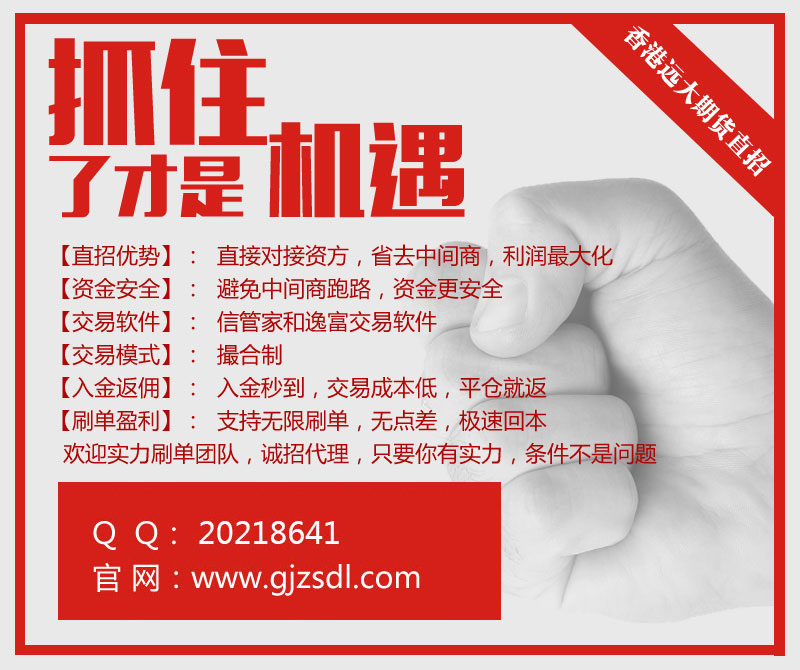 抓住
了才是机遇
香港远大期货直招
【直招优势】： 直接对接资方，省去中间商，利润最大化
【资金安全】： 避免中间商跑路，资金更安全
【交易软件】： 信管家和逸富交易软件
【交易模式】： 撮合制
【入金返佣】： 入金秒到，交易成本低，平仓就返
【刷单盈利】： 支持无限刷单，无点差，极速回本
欢迎实力刷单团队，诚招代理，只要你有实力，条件不是问题
Q Q： 20218641
官 网：www.gjzsdl.com